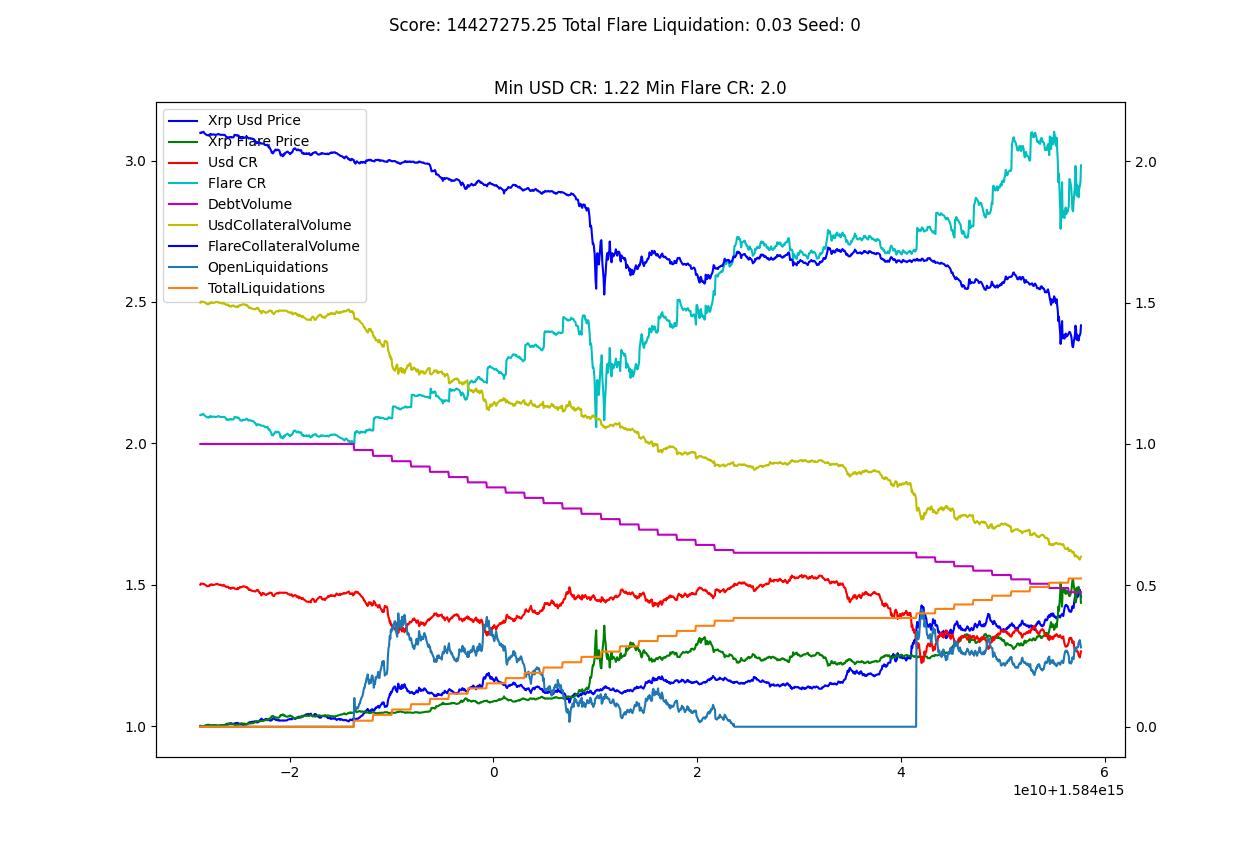 Score: 14427275.25 Total Flare Liquidation: 0.03 Seed: 0
Min USD CR: 1.22 Min Flare CR: 2.0
Xrp Usd Price
Xrp Flare Price
Usd CR
Flare CR
DebtVolume
UsdCollateralVolume
FlareCollateralVolume
OpenLiquidations
TotalLiquidations
3.0
2.5
2.0
1.5
1.0
2.0
1.5
1.0
0.5
0.0
−2
0
2
4
6
1e10+1.584e15